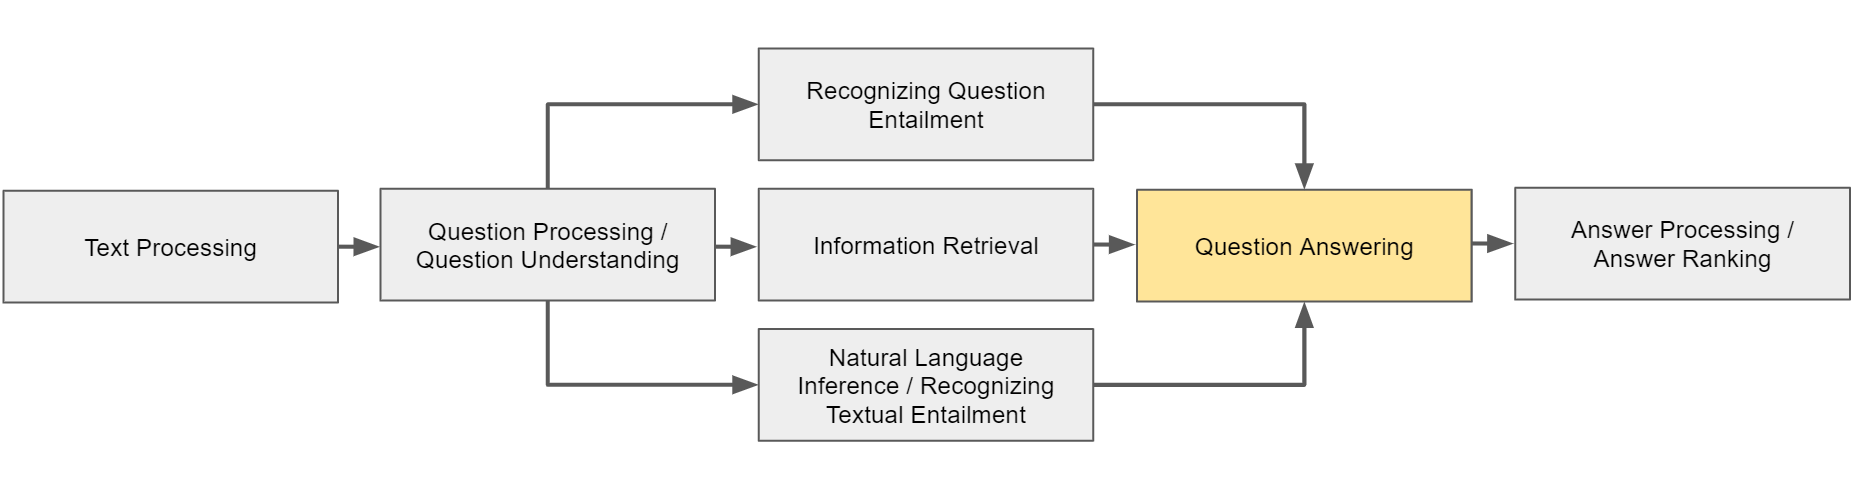 Text Processing
Question Processing /
Question Understanding
Recognizing Question
Entailment
Information Retrieval
Natural Language
Inference / Recognizing
Textual Entailment
Question Answering
Answer Processing /
Answer Ranking